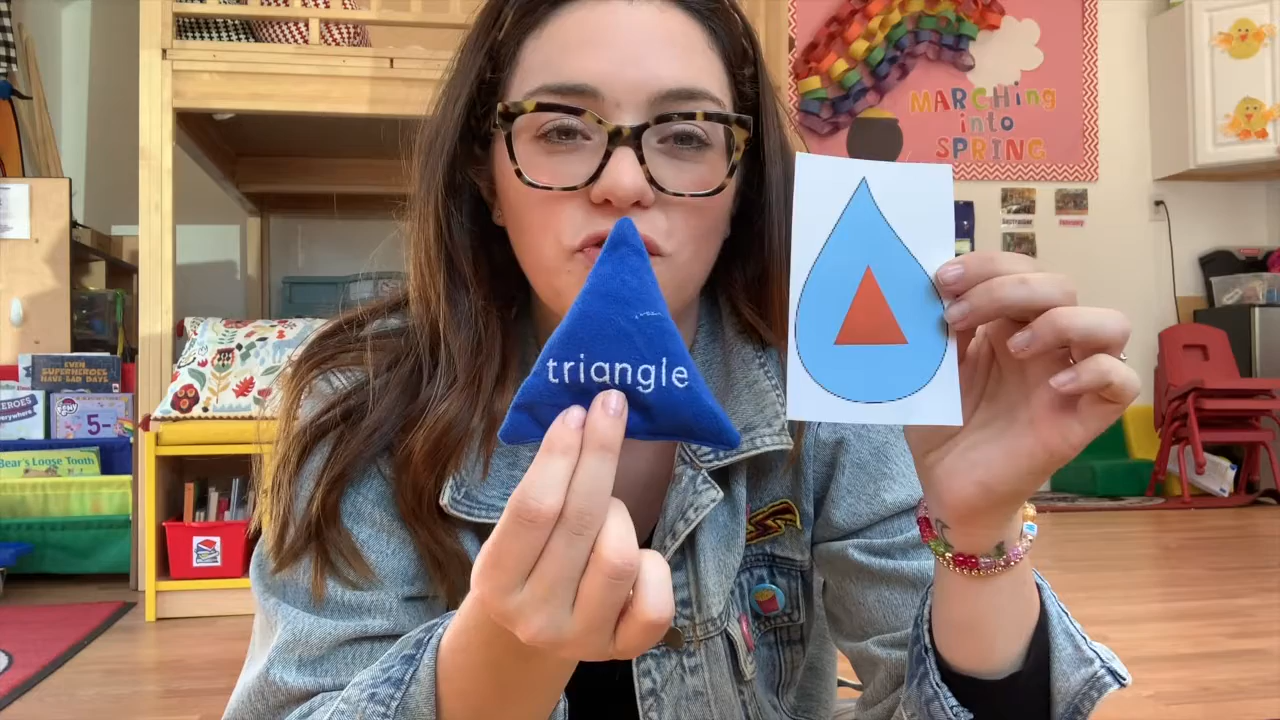 MARCHing
into
SPRING
triangle
EVEN
SUPERHEROES
HAVE BAD DAYS
5-
Bear's Loose Tooth